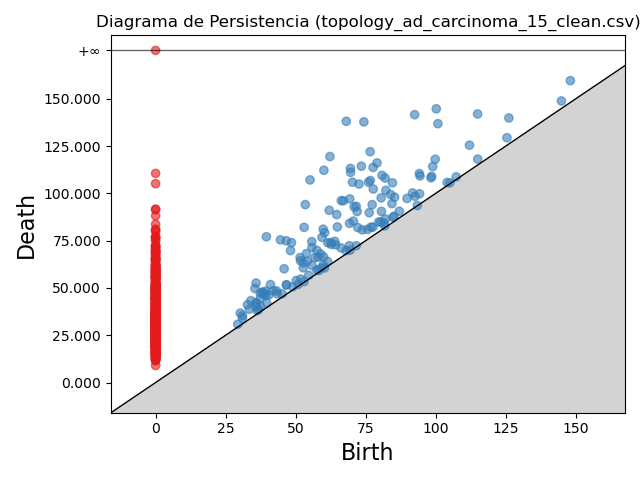 Diagrama de Persistencia (topology_ad_carcinoma_15_clean.csv)
+∞
150.000
125.000
100.000
75.000
50.000
25.000
0.000
Death
0 25 50 75 100 125 150
Birth